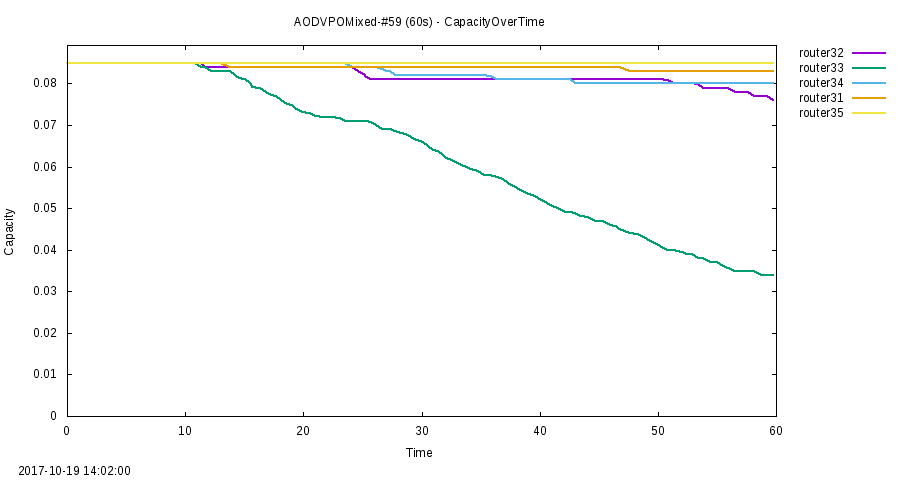 AODVPOMixed-#59 (60s) - CapacityOverTime
router32
router33
router34
router31
router35
0.08
0.07
0.06
0.05
0.04
0.03
0.02
0.01
0
Capacity
0 10 20 30 40 50 60
Time
2017-10-19 14:02:00